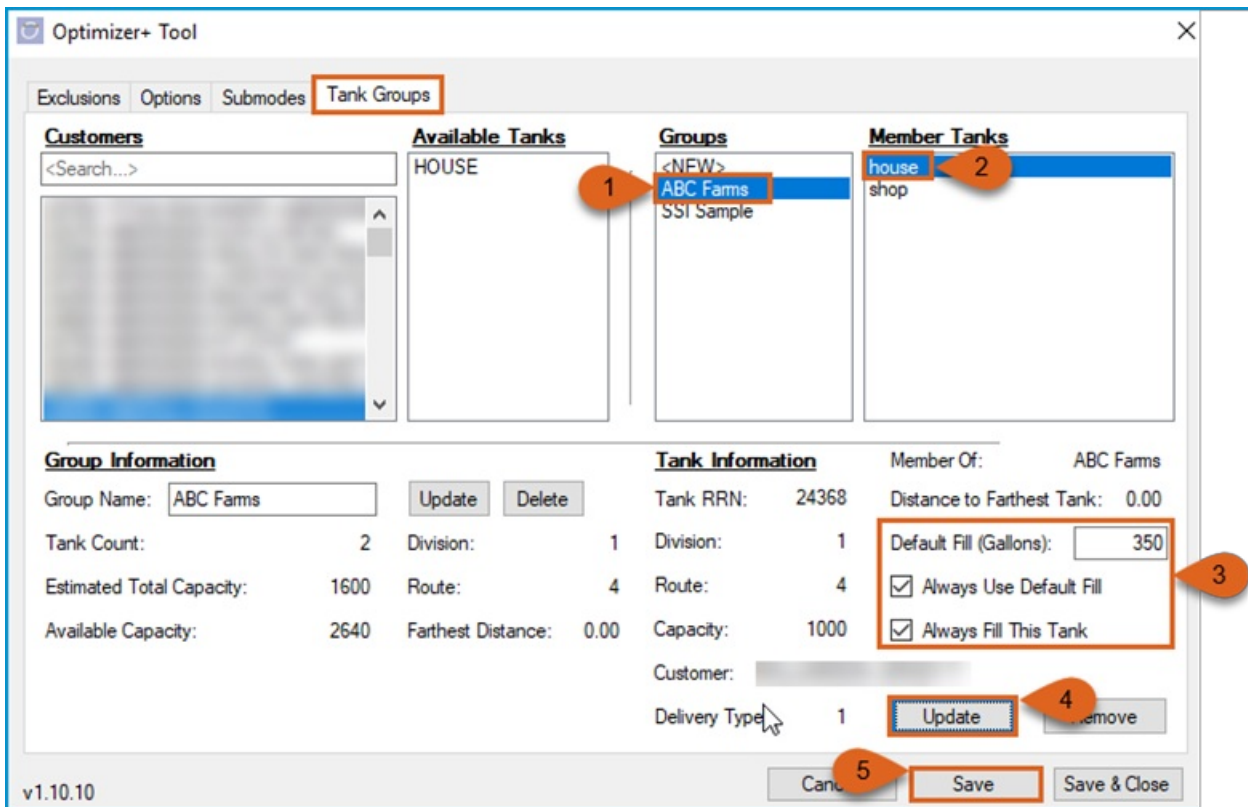 Optimizer+ Tool
Exclusions Options Submodes Tank Groups
Customers Available Tanks Groups Member Tanks
<Search...> HOUSE <NEW> house 2
1 ABC Farms shop
SSI Sample
Group Information Tank Information Member Of: ABC Farms
Group Name: ABC Farms Update Delete Tank RRN: 24368 Distance to Farthest Tank: 0.00
Tank Count: 2 Division: 1 Division: 1 Default Fill (Gallons): 350
3
Estimated Total Capacity: 1600 Route: 4 Route: 4 Always Use Default Fill
Available Capacity: 2640 Farthest Distance: 0.00 Capacity: 1000 Always Fill This Tank
Customer:
4
Delivery Type 1 Update emove
5
v1.10.10 Canc Save Save & Close